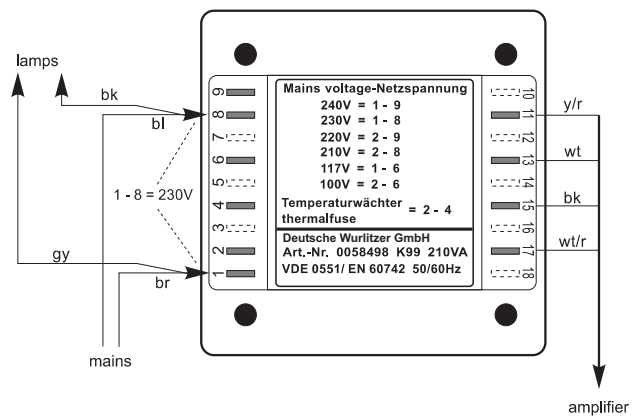 lamps
bk
bl
1 - 8 = 230V
gy
br
mains
9
8
7
6
5
4
3
2
1
Mains voltage-Netzspannung
240V = 1 - 9
230V = 1 - 8
220V = 2 - 9
210V = 2 - 8
117V = 1 - 6
100V = 2 - 6
Temperaturwächter
thermalfuse = 2 - 4
Deutsche Wurlitzer GmbH
Art.-Nr. 0058498 K99 210VA
VDE 0551/ EN 60742 50/60Hz
10
11
12
13
14
15
16
17
18
y/r
wt
bk
wt/r
amplifier